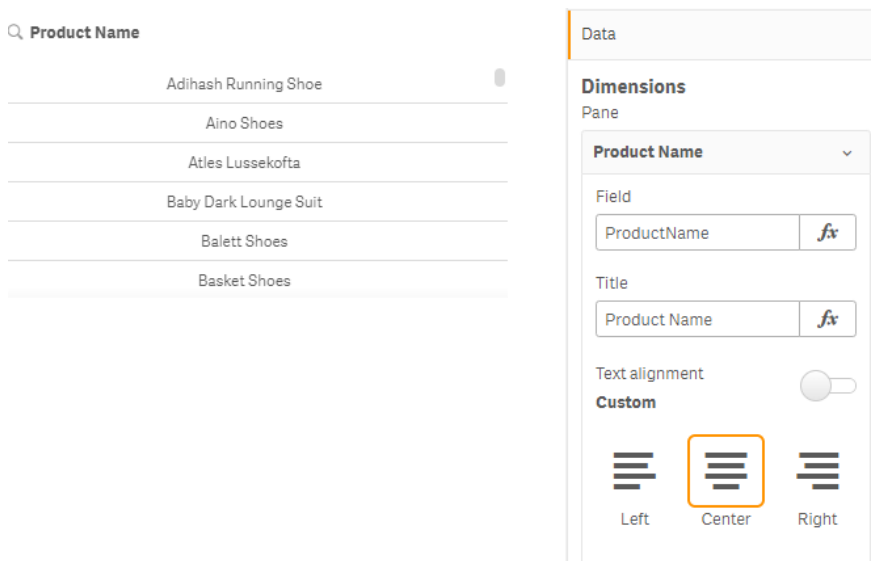 Product Name
Adihash Running Shoe
Aino Shoes
Atles Lussekofta
Baby Dark Lounge Suit
Balett Shoes
Basket Shoes
Data
Dimensions
Pane
Product Name
Field
ProductName fx
Title
Product Name fx
Text alignment
Custom
Left Center Right